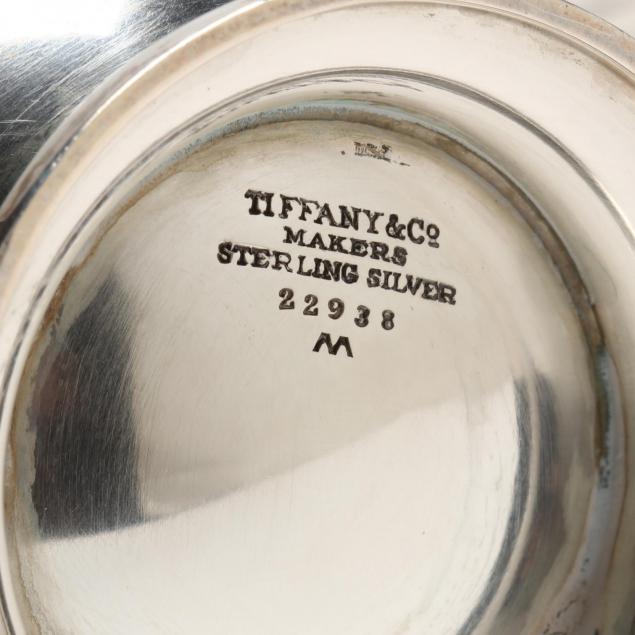 TIFFANY & Cº
MAKERS
STERLING SILVER
22938
M